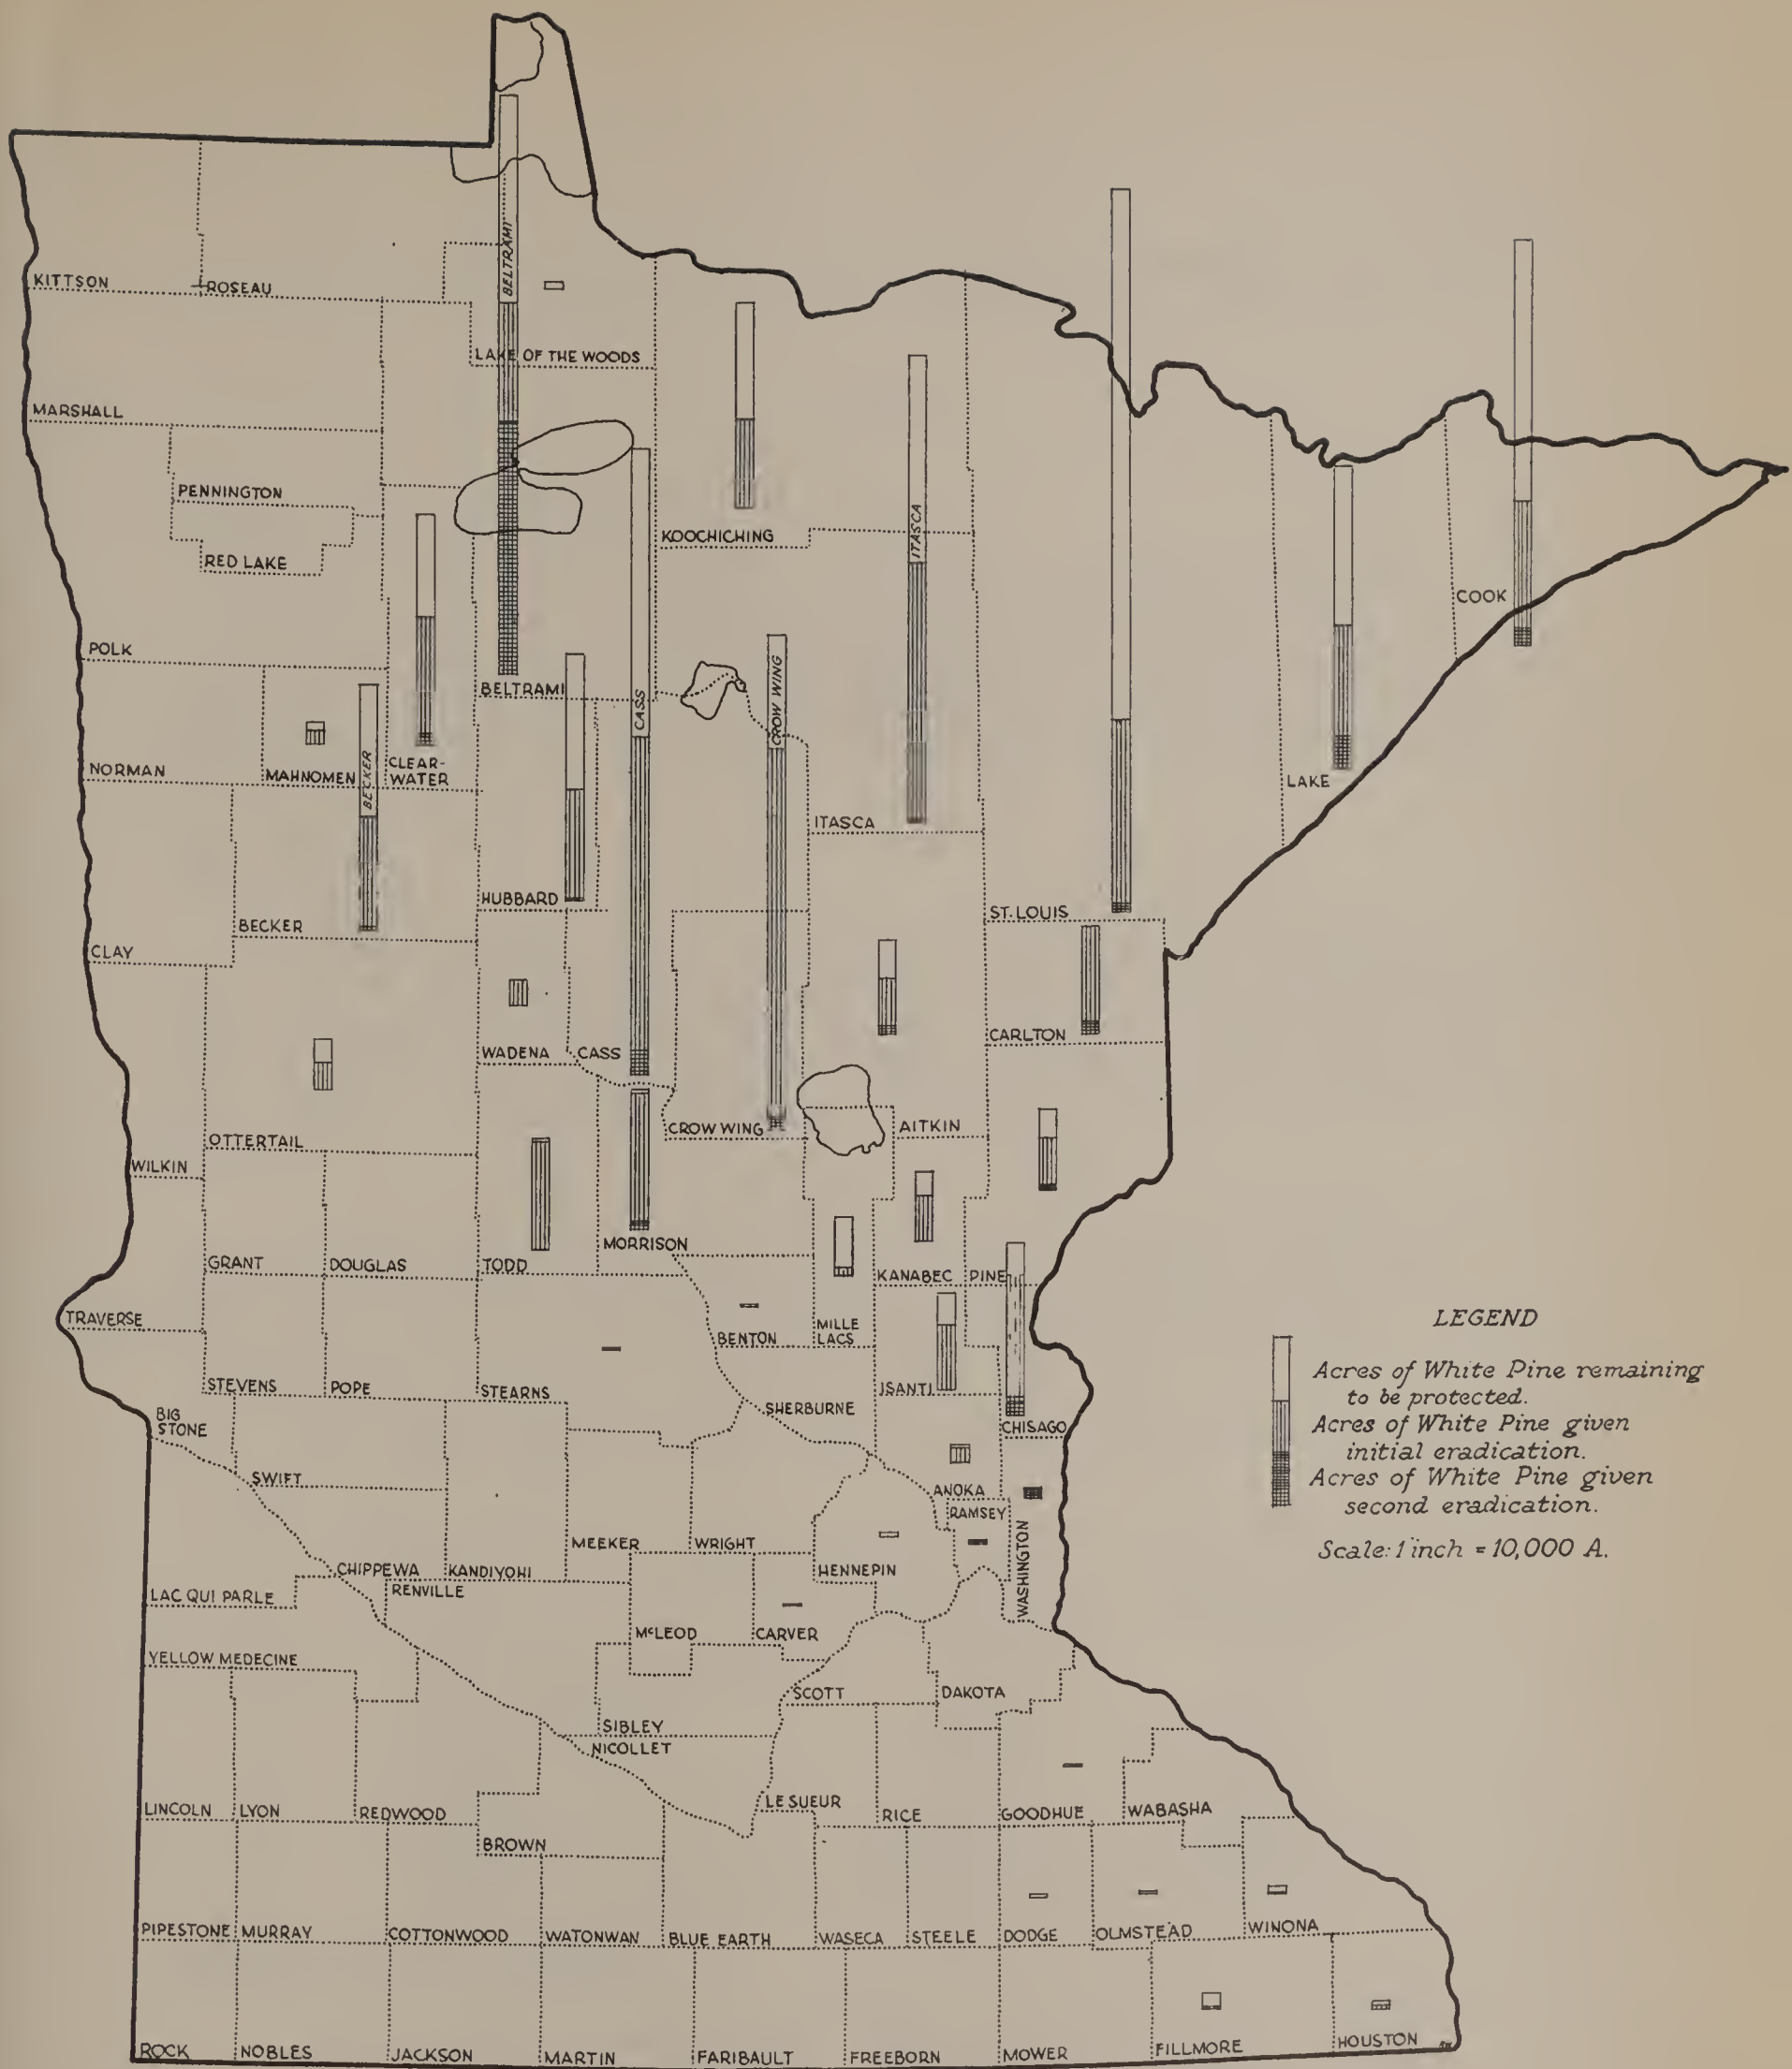 BELTRAMI
KITTSON
ROSEAU
LAKE OF THE WOODS
MARSHALL
PENNINGTON
ITASCA
KOOCHICHING
RED LAKE
COOK
POLK
BELTRAMI
CASS
CROW WING
NORMAN
MAHNOMEN
BECKER
CLEAR-
WATER
LAKE
ITASCA
HUBBARD
ST. LOUIS
BECKER
CLAY
WADENA
CASS
CARLTON
OTTERTAIL
CROW WING
AITKIN
WILKIN
GRANT
DOUGLAS
TODD
MORRISON
KANABEC
PINE
TRAVERSE
BENTON
MILLE
LACS
STEVENS
POPE
STEARNS
ISANTI
SHERBURNE
BIG
STONE
CHISAGO
SWIFT
ANOKA
RAMSEY
MEEKER
WRIGHT
WASHINGTON
CHIPPEWA
KANDIYOHI
HENNEPIN
LAC QUI PARLE
RENVILLE
McLEOD
CARVER
YELLOW MEDECINE
SCOTT
DAKOTA
SIBLEY
NICOLLET
LINCOLN
LYON
REDWOOD
LE SUEUR
RICE
GOODHUE
WABASHA
BROWN
PIPESTONE
MURRAY
COTTONWOOD
WATONWAN
BLUE EARTH
WASECA
STEELE
DODGE
OLMSTEAD
WINONA
ROCK
NOBLES
JACKSON
MARTIN
FARIBAULT
FREEBORN
MOWER
FILLMORE
HOUSTON
LEGEND
Acres of White Pine remaining
to be protected.
Acres of White Pine given
initial eradication.
Acres of White Pine given
second eradication.
Scale: 1 inch = 10,000 A.